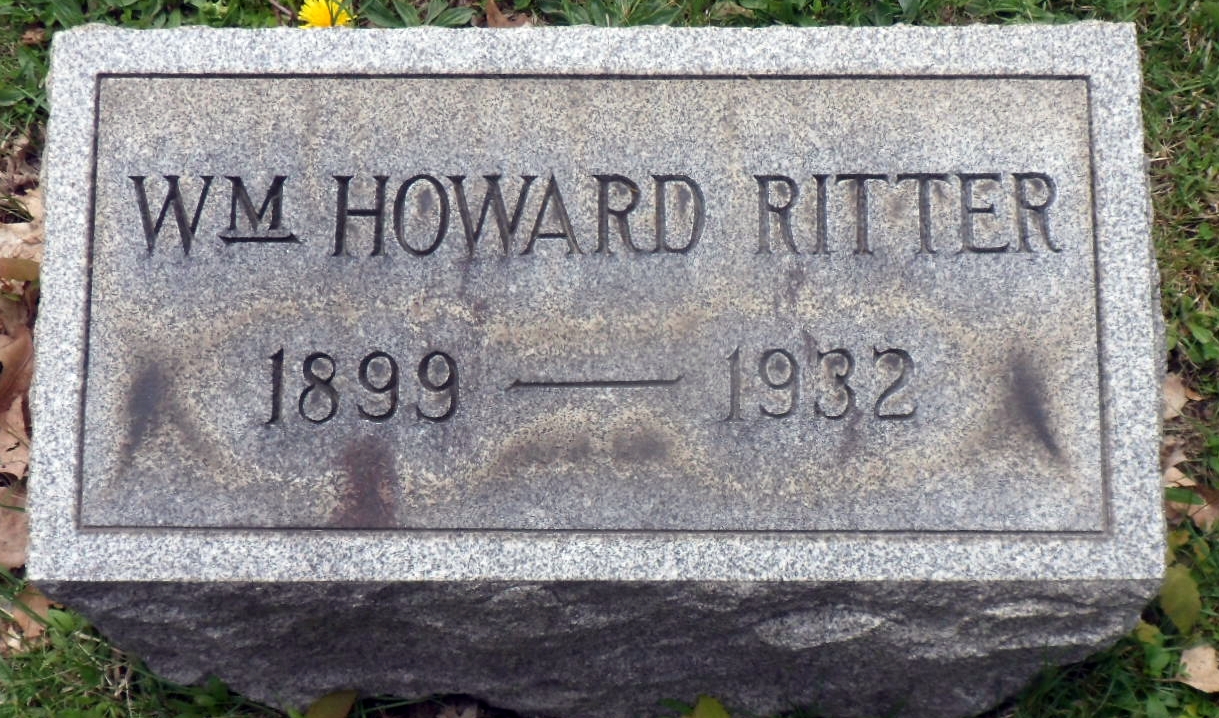 WM HOWARD RITTER
1899 — 1932